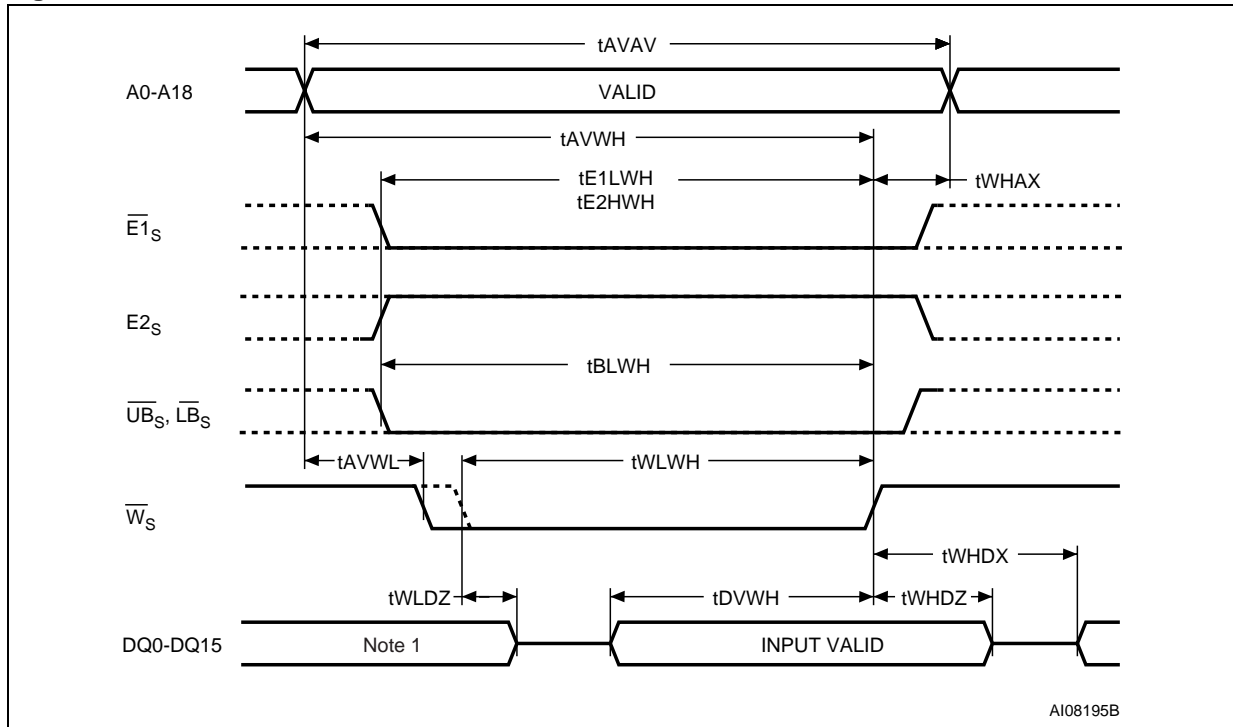 tAVAV
A0-A18
VALID
tAVWH
tE1LWH
tE2HWH
tWHAX
E1S
E2S
tBLWH
UBS, LBS
tAVWL
tWLWH
WS
tWHDX
tWLDZ
tDVWH
tWHDZ
DQ0-DQ15
Note 1
INPUT VALID
AI08195B